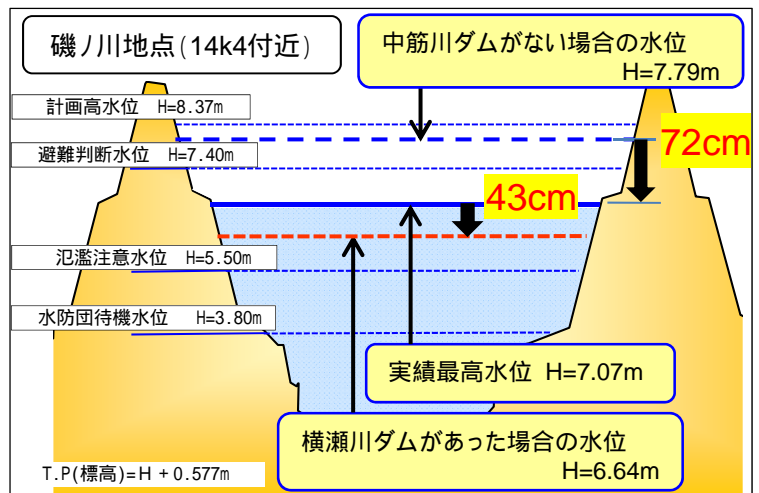 磯ノ川地点(14k4付近)
中筋川ダムがない場合の水位
H=7.79m
計画高水位 H=8.37m
避難判断水位 H=7.40m
72cm
43cm
氾濫注意水位 H=5.50m
水防団待機水位 H=3.80m
実績最高水位 H=7.07m
横瀬川ダムがあった場合の水位
H=6.64m
T.P(標高)=H + 0.577m